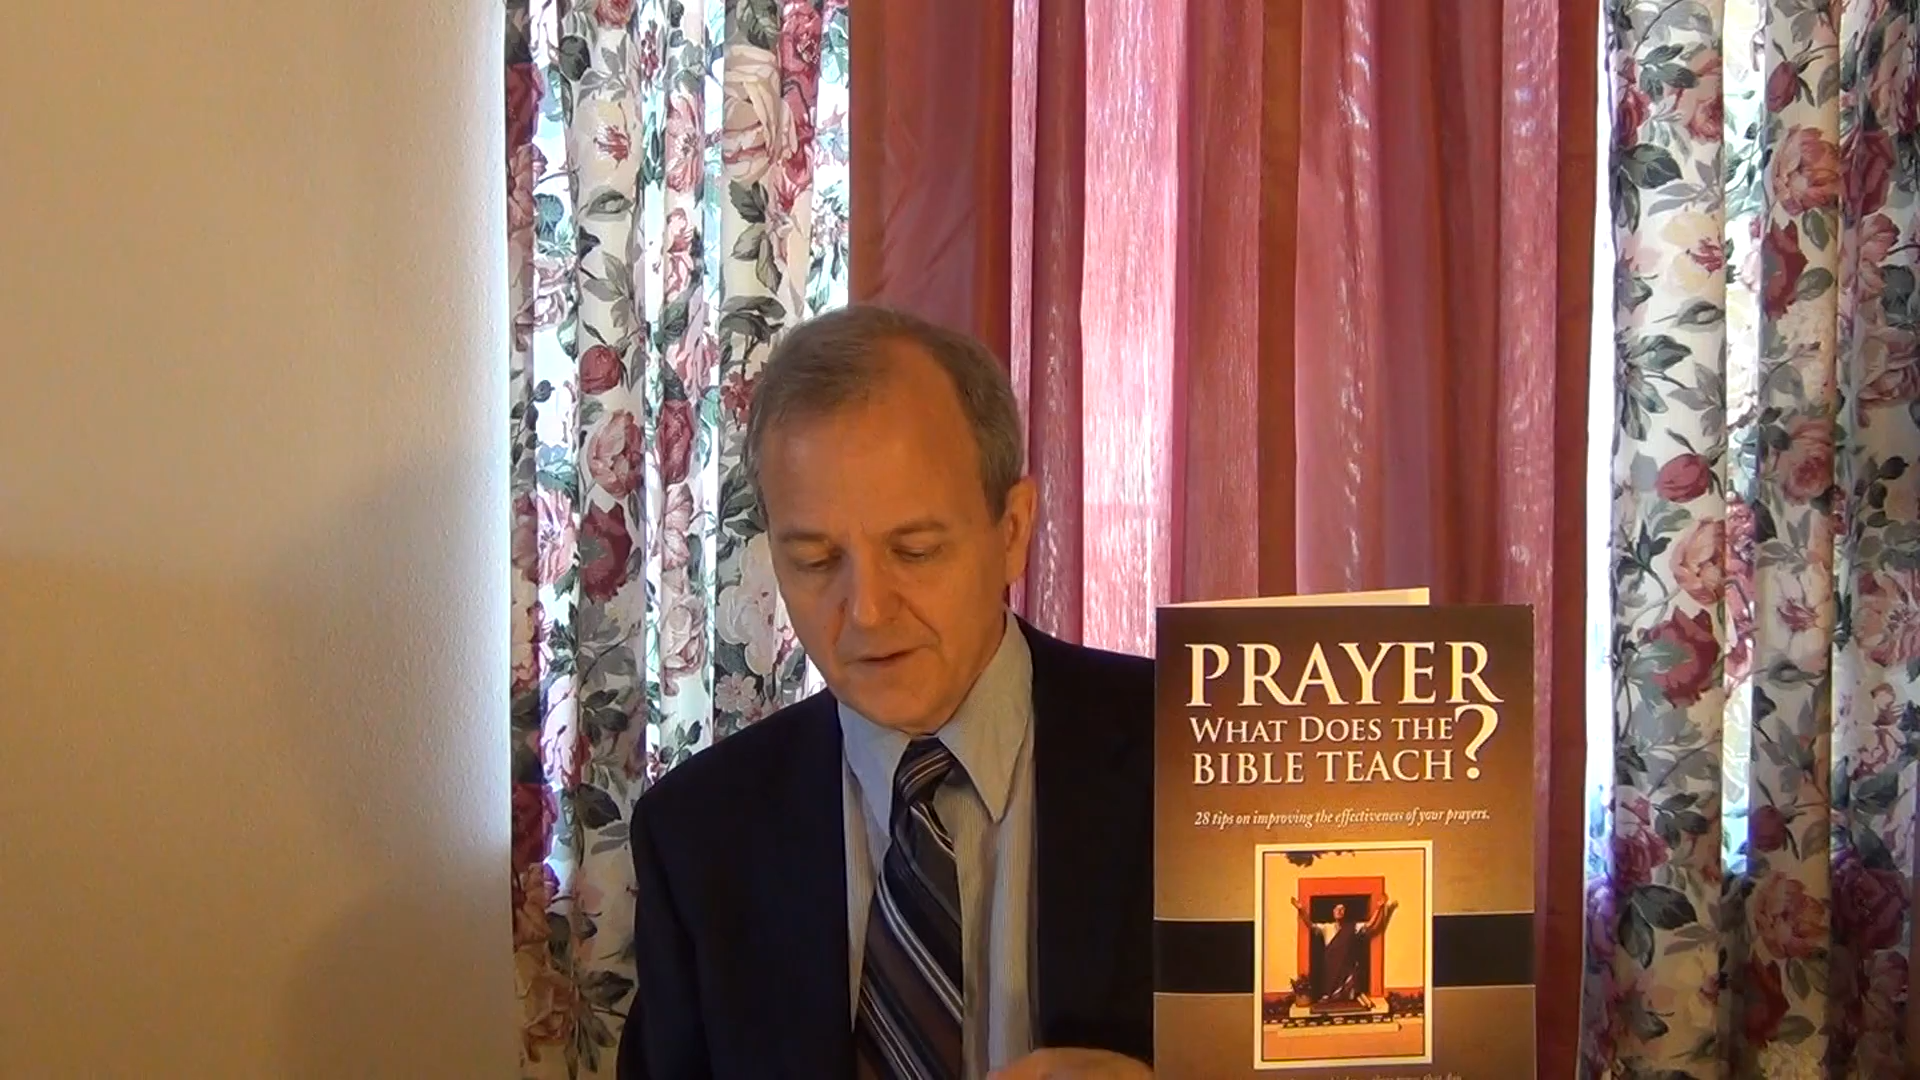 PRAYER
WHAT DOES THE
BIBLE TEACH?
28 tips on improving the effectiveness of your prayers.